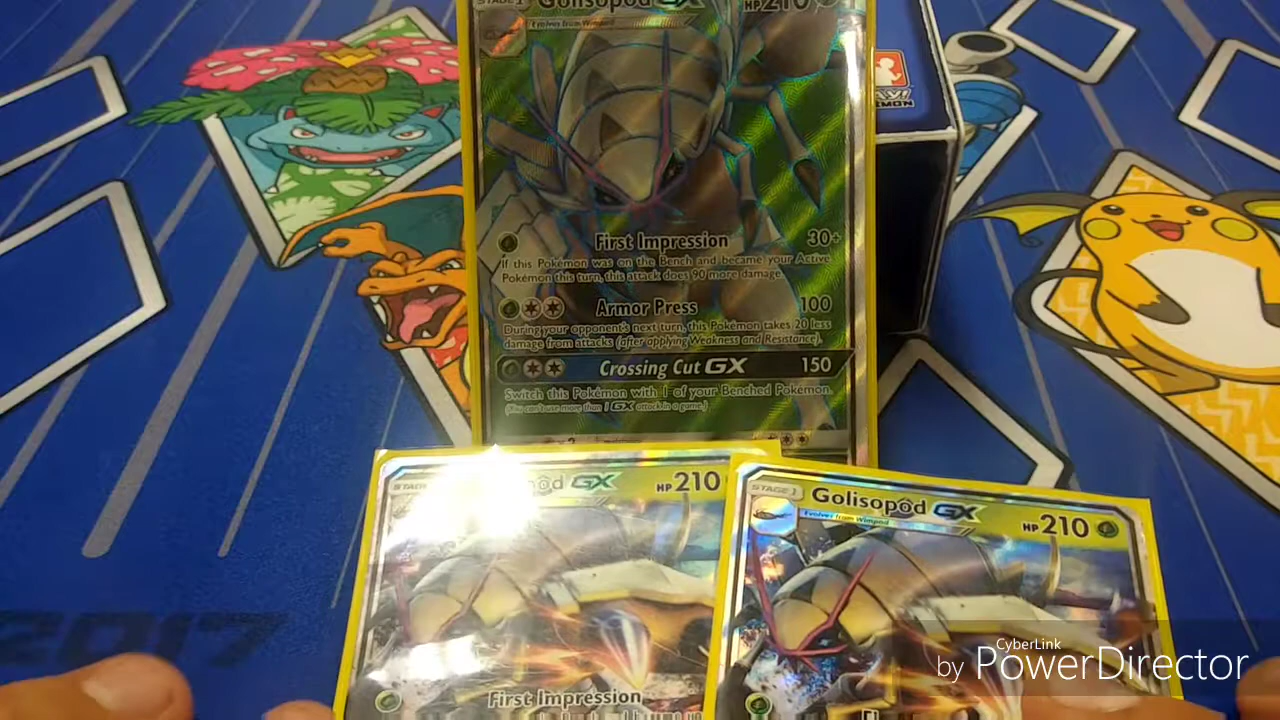 STAGE 1 Golisopod GX HP 210
Evolves from Wimpod
First Impression 30+
If this Pokémon was on the Bench and became your Active
Pokémon this turn, this attack does 90 more damage.
Armor Press 100
During your opponent's next turn, this Pokémon takes 20 less
damage from attacks (after applying Weakness and Resistance).
Crossing Cut GX 150
Switch this Pokémon with 1 of your Benched Pokémon.
(You can't use more than 1 GX attack in a game.)
GX HP 210
First Impression
STAGE 1
Golisopod GX HP 210
Evolves from Wimpod
2017
CyberLink
by PowerDirector